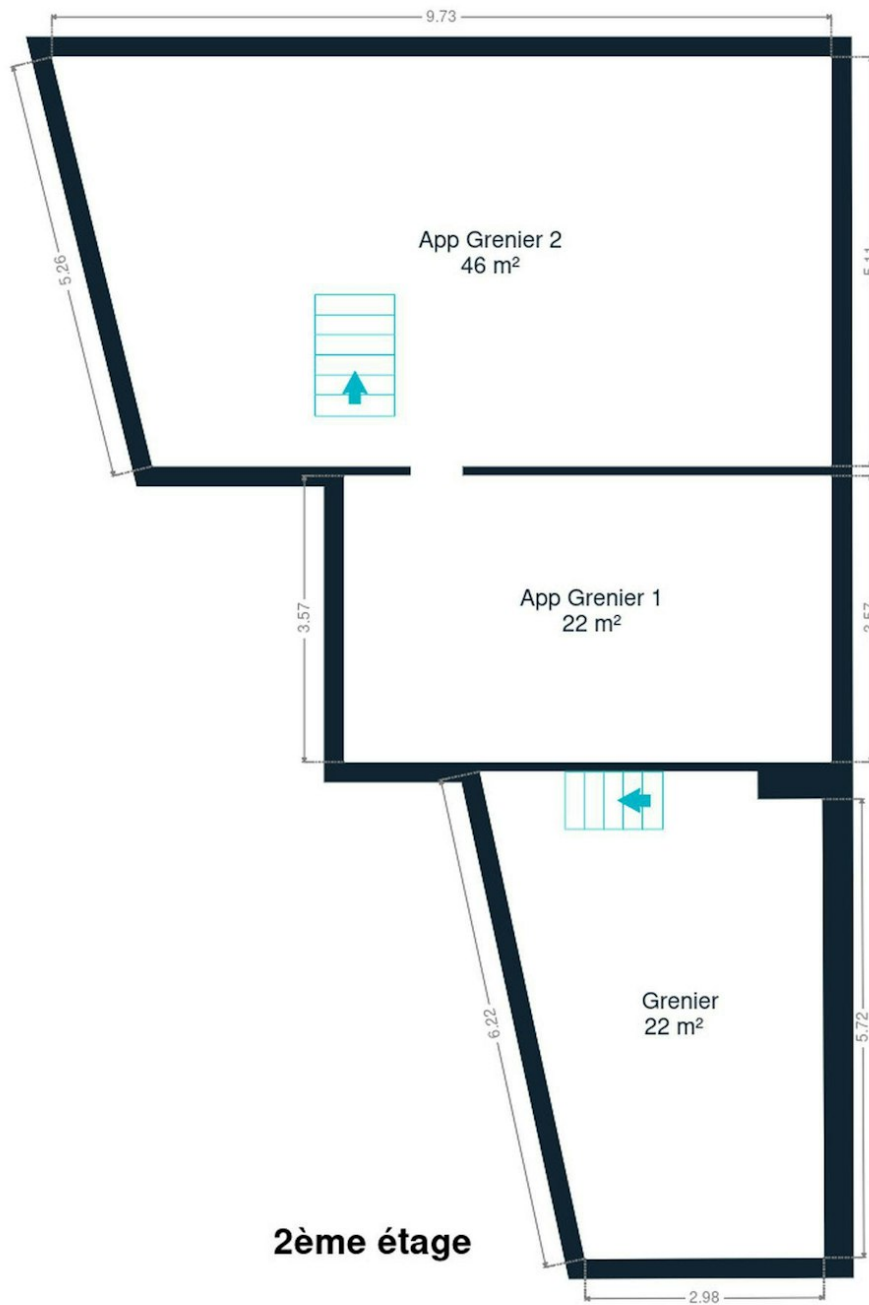 9.73
5.26
App Grenier 2
46 m²
3.57
App Grenier 1
22 m²
6.22
Grenier
22 m²
5.72
2ème étage
2.98